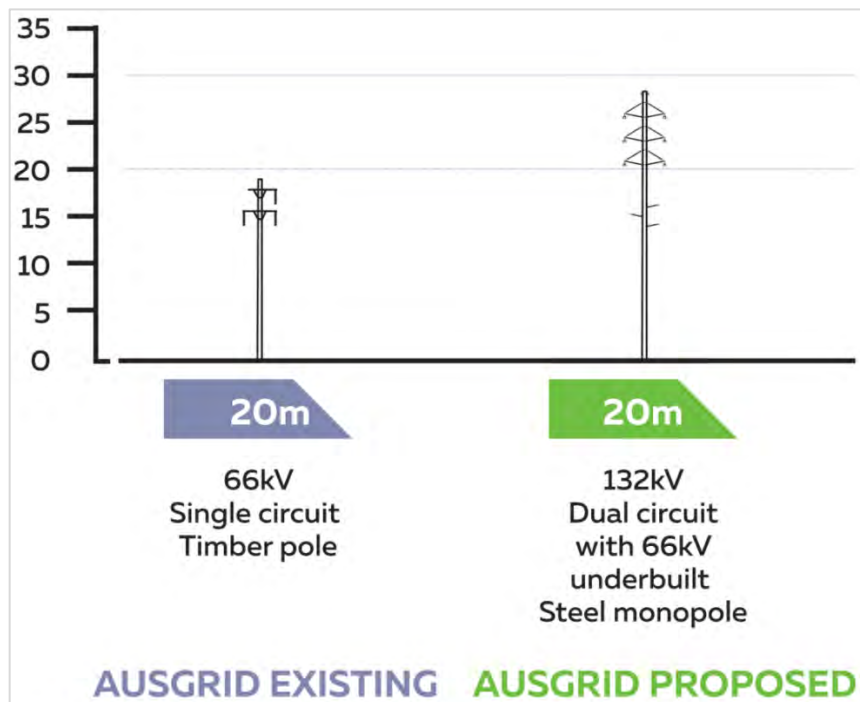 35
30
25
20
15
10
5
0
20m
20m
66kV
Single circuit
Timber pole
132kV
Dual circuit
with 66kV
underbuilt
Steel monopole
AUSGRID EXISTING
AUSGRID PROPOSED